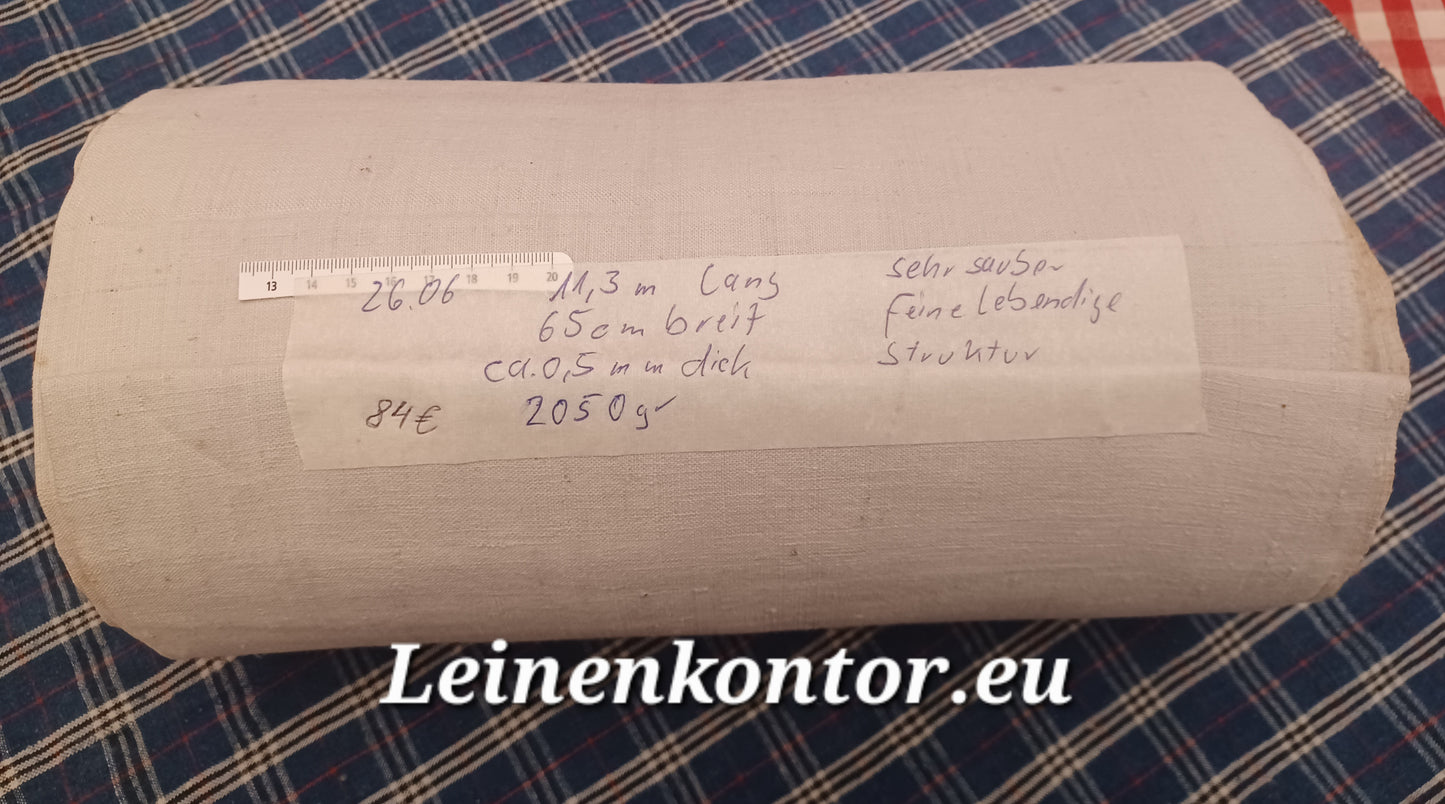 13 14 15 16 17 18 19 20
26.06 11,3 m lang sehr sauber
65cm breit feine lebendige
ca. 0,5 mm dick struktur
84€ 2050gr
Leinenkontor.eu